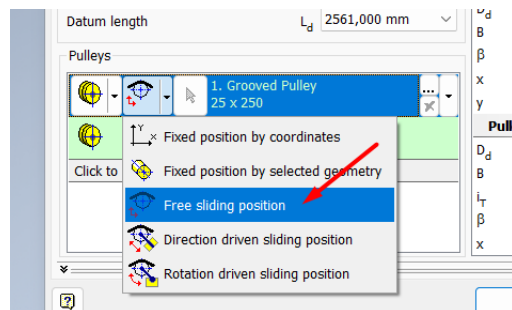 Datum length
Ld 2561,000 mm
Pulleys
1. Grooved Pulley
25 x 250
...
Fixed position by coordinates
Click to
Fixed position by selected geometry
Free sliding position
Direction driven sliding position
Rotation driven sliding position
Dd
B
β
x
y
Pull
Dd
B
iT
β
x